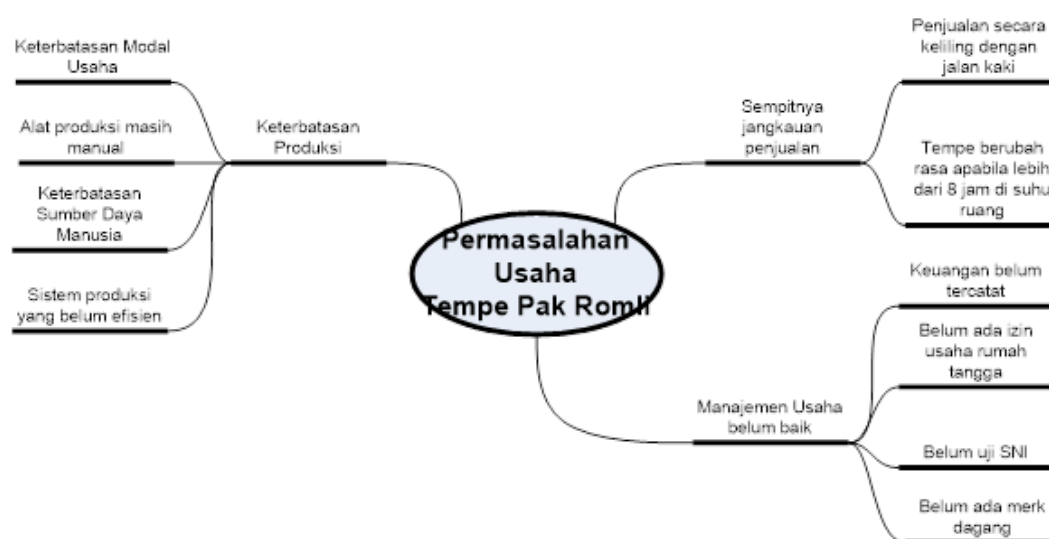 Keterbatasan Modal
Usaha
Alat produksi masih
manual
Keterbatasan
Sumber Daya
Manusia
Sistem produksi
yang belum efisien
Keterbatasan
Produksi
Permasalahan
Usaha
Tempe Pak Romli
Sempitnya
jangkauan
penjualan
Penjualan secara
keliling dengan
jalan kaki
Tempe berubah
rasa apabila lebih
dari 8 jam di suhu
ruang
Manajemen Usaha
belum baik
Keuangan belum
tercatat
Belum ada izin
usaha rumah
tangga
Belum uji SNI
Belum ada merk
dagang